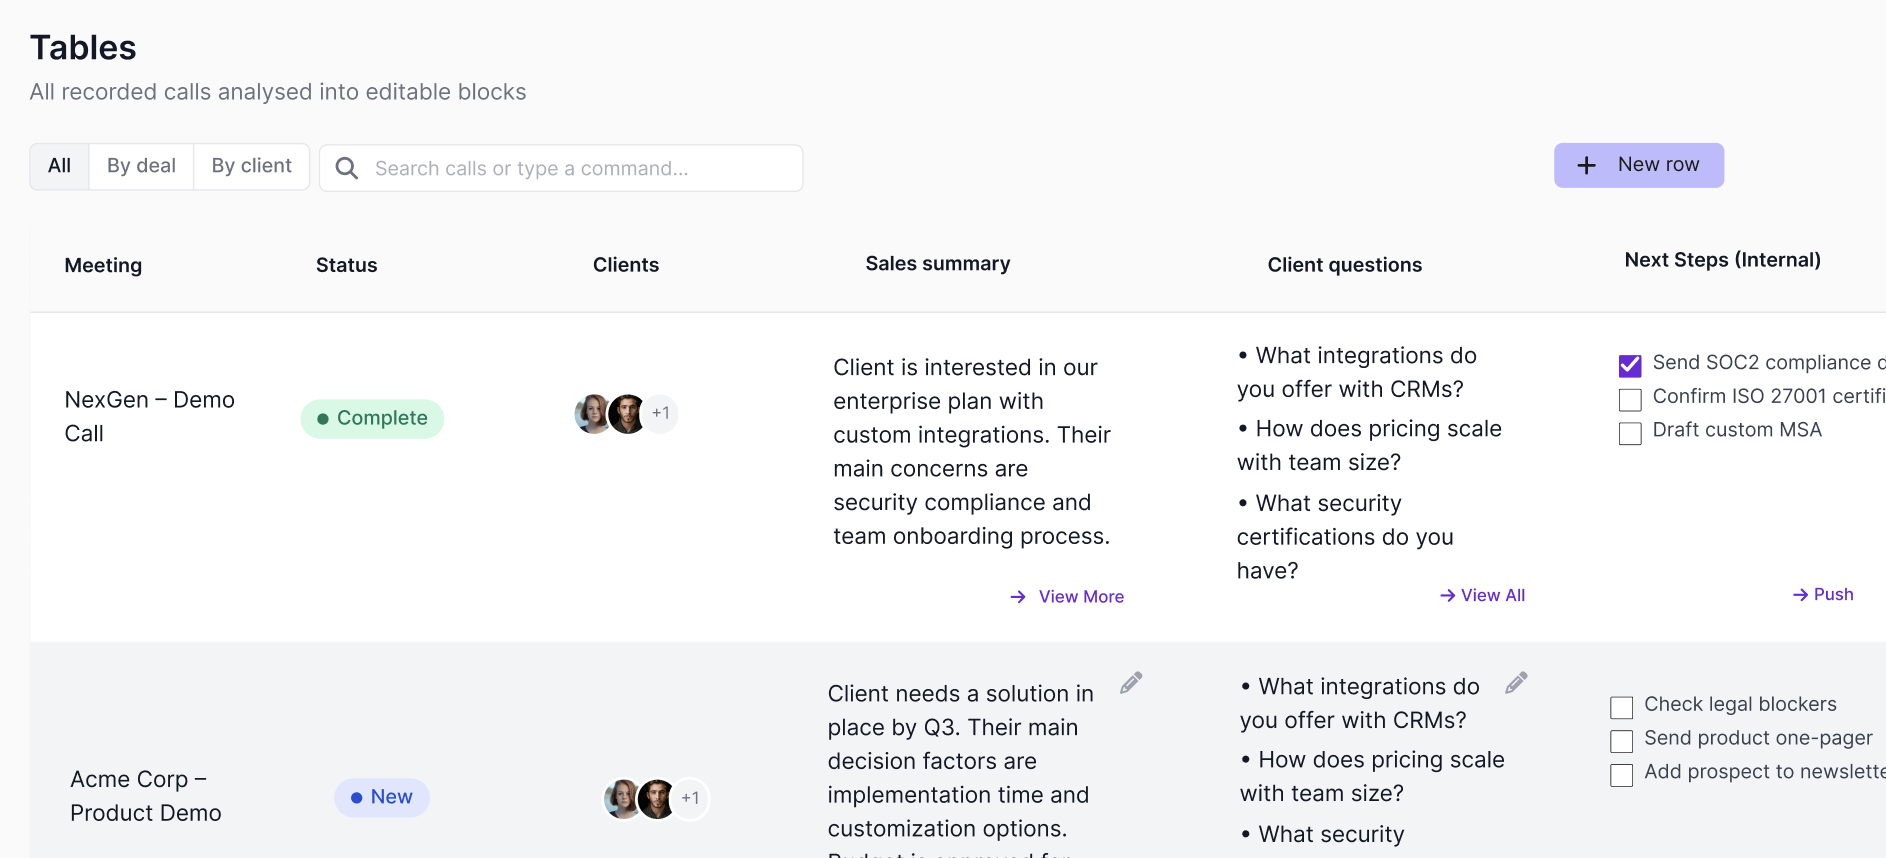 Tables
All recorded calls analysed into editable blocks
All By deal By client Search calls or type a command... + New row
Meeting Status Clients Sales summary Client questions Next Steps (Internal)
NexGen – Demo
Call
Complete
+1
Client is interested in our
enterprise plan with
custom integrations. Their
main concerns are
security compliance and
team onboarding process.
→ View More
• What integrations do
you offer with CRMs?
• How does pricing scale
with team size?
• What security
certifications do you
have?
→ View All
Send SOC2 compliance
Confirm ISO 27001 certifi
Draft custom MSA
→ Push
Acme Corp –
Product Demo
New
+1
Client needs a solution in
place by Q3. Their main
decision factors are
implementation time and
customization options.
• What integrations do
you offer with CRMs?
• How does pricing scale
with team size?
• What security
Check legal blockers
Send product one-pager
Add prospect to newslette